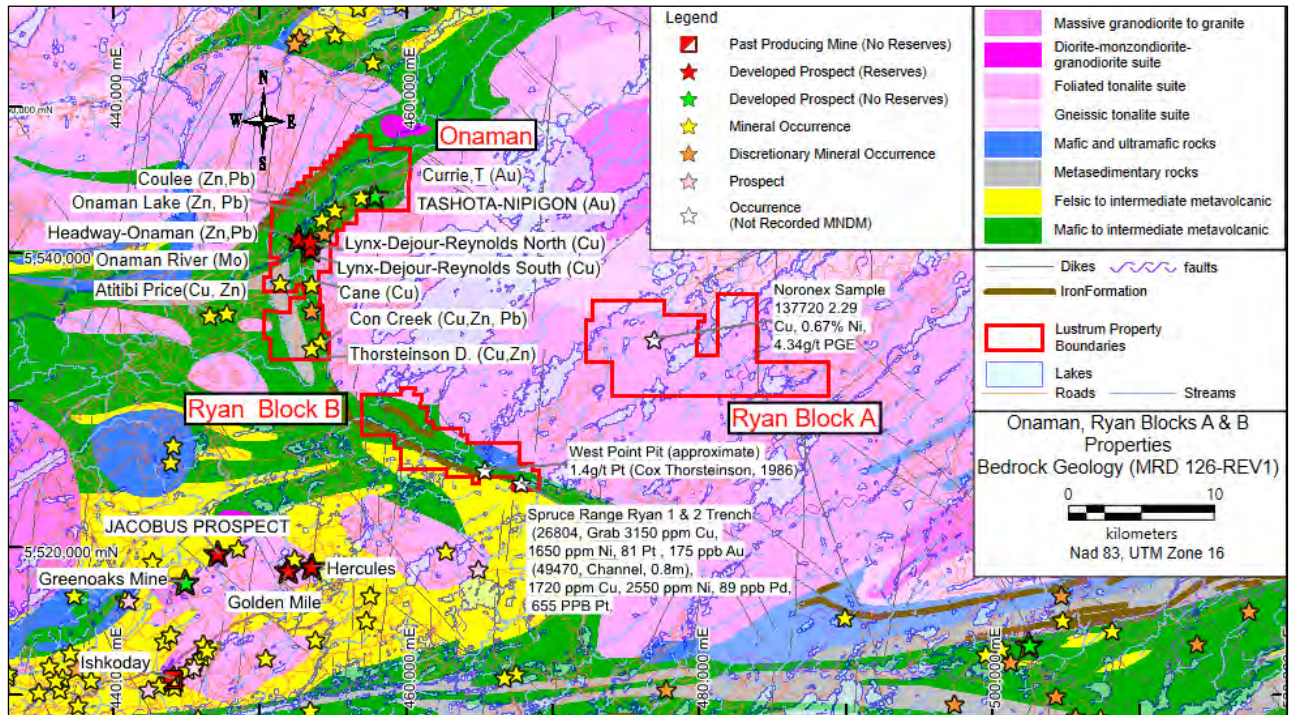 440,000 mE
460,000 mE
N
W E
S
Onaman
Coulee (Zn,Pb)
Currie,T (Au)
Onaman Lake (Zn, Pb)
TASHOTA-NIPIGON (Au)
Headway-Onaman (Zn,Pb)
Lynx-Dejour-Reynolds North (Cu)
5,540,000 mN
Onaman River (Mo)
Lynx-Dejour-Reynolds South (Cu)
Atitibi Price(Cu, Zn)
Cane (Cu)
Con Creek (Cu,Zn, Pb)
Thorsteinson D. (Cu,Zn)
Noronex Sample
137720 2.29
Cu, 0.67% Ni,
4.34g/t PGE
Ryan Block B
Ryan Block A
West Point Pit (approximate)
1.4g/t Pt (Cox Thorsteinson, 1986)
Spruce Range Ryan 1 & 2 Trench
(26804, Grab 3150 ppm Cu,
1650 ppm Ni, 81 Pt , 175 ppb Au
(49470, Channel, 0.8m),
1720 ppm Cu, 2550 ppm Ni, 89 ppb Pd,
655 PPB Pt.
JACOBUS PROSPECT
5,520,000 mN
Greenoaks Mine
Hercules
Golden Mile
Ishkoday
440,000 mE
460,000 mE
480,000 mE
500,000 mE
Legend
Past Producing Mine (No Reserves)
Developed Prospect (Reserves)
Developed Prospect (No Reserves)
Mineral Occurrence
Discretionary Mineral Occurrence
Prospect
Occurrence
(Not Recorded MNDM)
Massive granodiorite to granite
Diorite-monzondiorite-
granodiorite suite
Foliated tonalite suite
Gneissic tonalite suite
Mafic and ultramafic rocks
Metasedimentary rocks
Felsic to intermediate metavolcanic
Mafic to intermediate metavolcanic
Dikes faults
IronFormation
Lustrum Property
Boundaries
Lakes
Roads Streams
Onaman, Ryan Blocks A & B
Properties
Bedrock Geology (MRD 126-REV1)
0 10
kilometers
Nad 83, UTM Zone 16